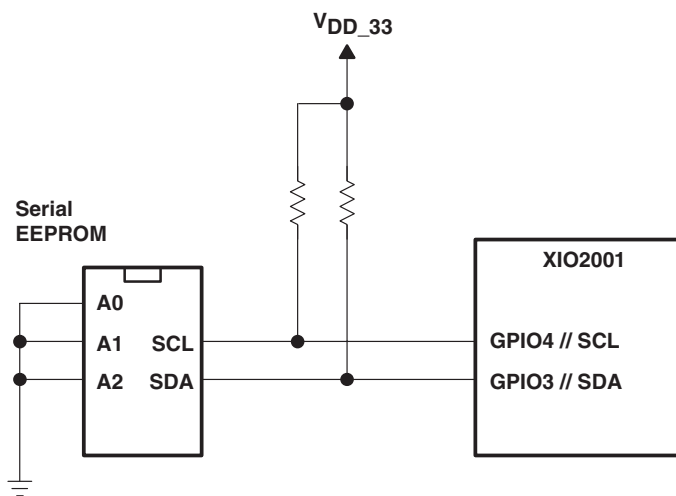 VDD_33
Serial
EEPROM
XIO2001
A0
A1 SCL
GPIO4 // SCL
A2 SDA
GPIO3 // SDA